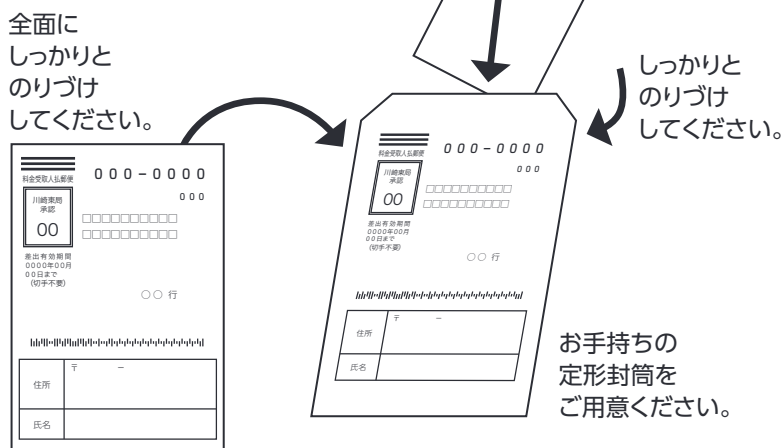 全面に
しっかりと
のりづけ
してください。
料金受取人払郵便
000-0000
000
川崎東局
承認
00
□□□□□□□□□□
□□□□□□□□□□
差出有効期間
0000年00月
00日まで
(切手不要)
○○ 行
〒 －
住所
氏名
しっかりと
のりづけ
してください。
料金受取人払郵便
000-0000
000
川崎東局
承認
00
□□□□□□□□□□
□□□□□□□□□□
差出有効期間
0000年00月
00日まで
(切手不要)
○○ 行
〒 －
住所
氏名
お手持ちの
定形封筒を
ご用意ください。